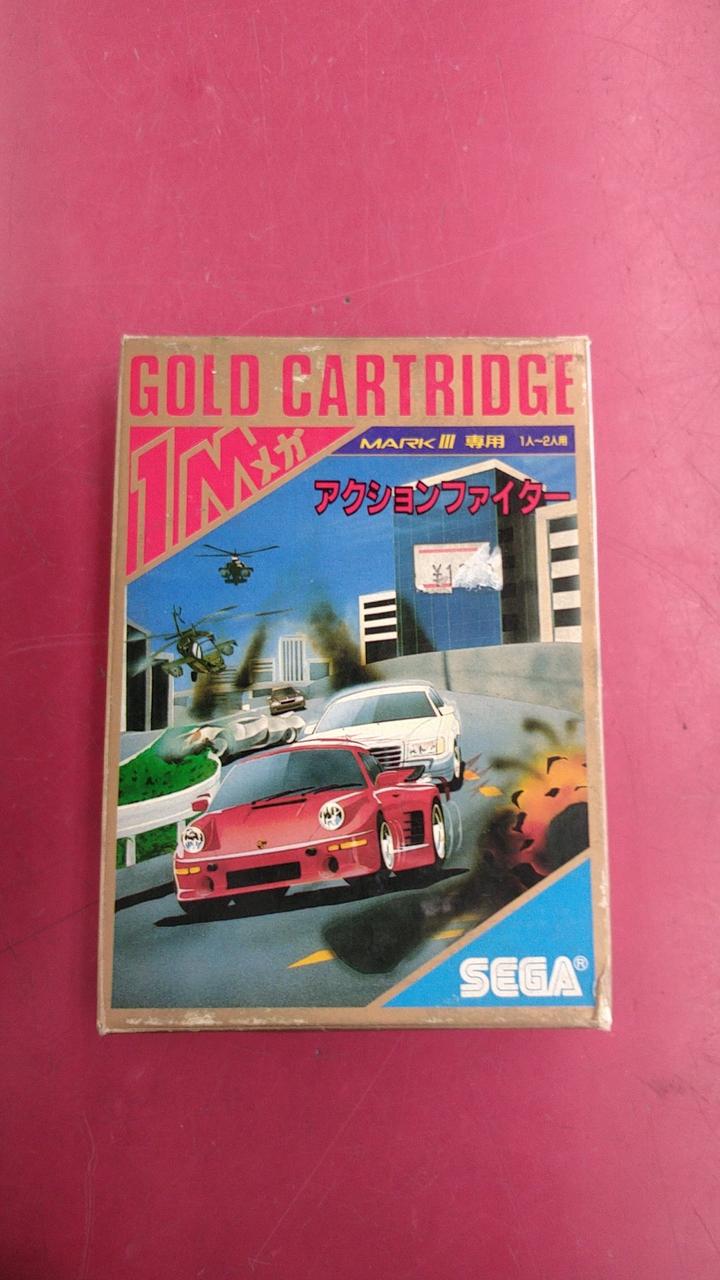 GOLD CARTRIDGE
1Mメガ
MARK III 専用 1人~2人用
アクションファイター
¥1
SEGA®